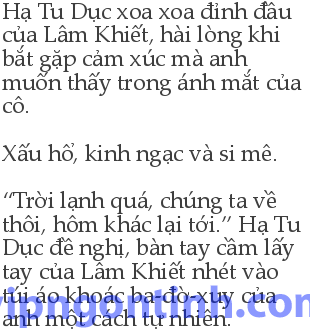 Hạ Tu Dục xoa xoa đỉnh đầu
của Lâm Khiết, hài lòng khi
bắt gặp cảm xúc mà anh
muốn thấy trong ánh mắt của
cô.
Xấu hổ, kinh ngạc và si mê.
“Trời lạnh quá, chúng ta về
thôi, hôm khác lại tới.” Hạ Tu
Dục đề nghị, bàn tay cầm lấy
tay của Lâm Khiết nhét vào
túi áo khoác ba-đờ-xuy của
anh một cách tự nhiên.
vipngontinh.com